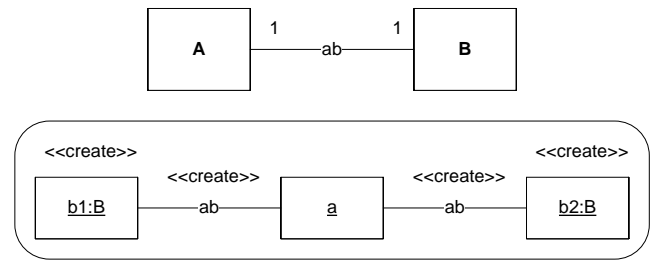 1 1
A ab B
<<create>> <<create>>
<<create>> <<create>>
b1:B ab a ab b2:B